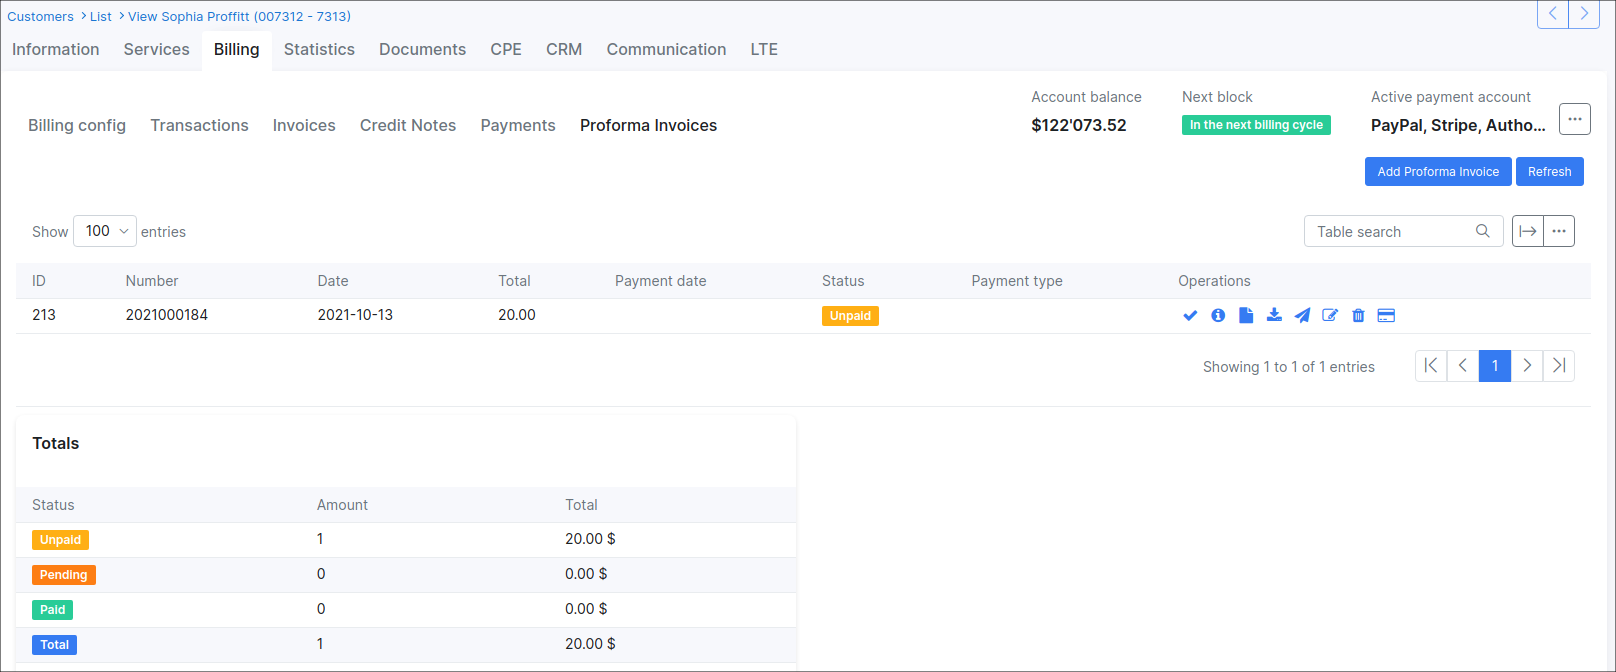 Customers > List > View Sophia Proffitt (007312 - 7313)
Information Services Billing Statistics Documents CPE CRM Communication LTE
Account balance Next block Active payment account
Billing config Transactions Invoices Credit Notes Payments Proforma Invoices $122'073.52 In the next billing cycle PayPal, Stripe, Autho... ...
Add Proforma Invoice Refresh
Show 100 entries Table search ...
ID Number Date Total Payment date Status Payment type Operations
213 2021000184 2021-10-13 20.00 Unpaid
Showing 1 to 1 of 1 entries 1
Totals
Status Amount Total
Unpaid 1 20.00 $
Pending 0 0.00 $
Paid 0 0.00 $
Total 1 20.00 $